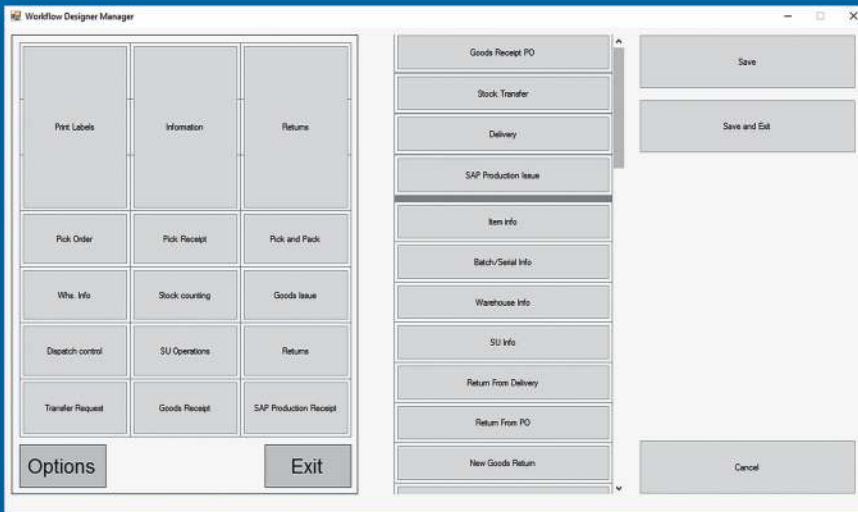 Workflow Designer Manager
Print Labels
Information
Returns
Pick Order
Pick Receipt
Pick and Pack
Whs. Info
Stock counting
Goods Issue
Dispatch control
SU Operations
Returns
Transfer Request
Goods Receipt
SAP Production Receipt
Options
Exit
Goods Receipt PO
Stock Transfer
Delivery
SAP Production Issue
Item Info
Batch/Serial Info
Warehouse Info
SU Info
Return From Delivery
Return From PO
New Goods Return
Save
Save and Exit
Cancel